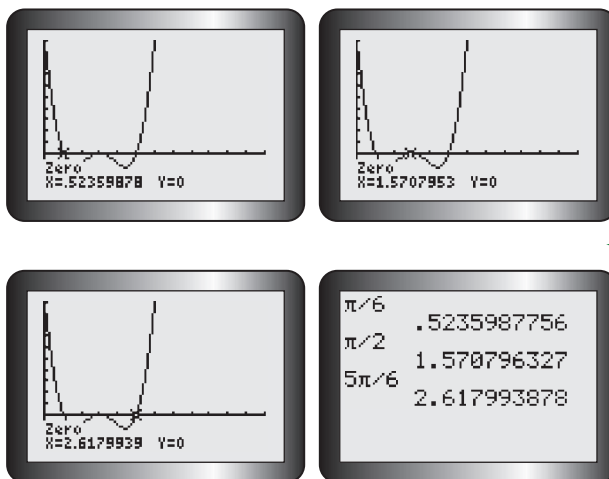 Zero
X=.52359878 Y=0
Zero
X=1.5707953 Y=0
Zero
X=2.6179939 Y=0
π/6
.5235987756
π/2
1.570796327
5π/6
2.617993878